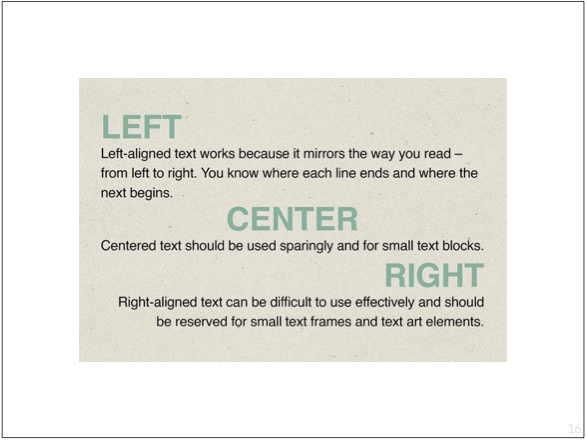 LEFT
Left-aligned text works because it mirrors the way you read –
from left to right. You know where each line ends and where the
next begins.
CENTER
Centered text should be used sparingly and for small text blocks.
RIGHT
Right-aligned text can be difficult to use effectively and should
be reserved for small text frames and text art elements.
16